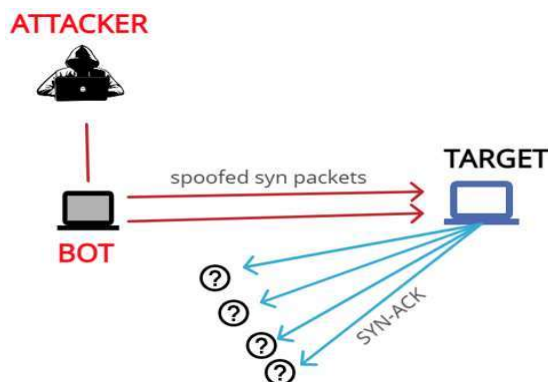 ATTACKER
spoofed syn packets
TARGET
BOT
?
?
?
?
SYN-ACK